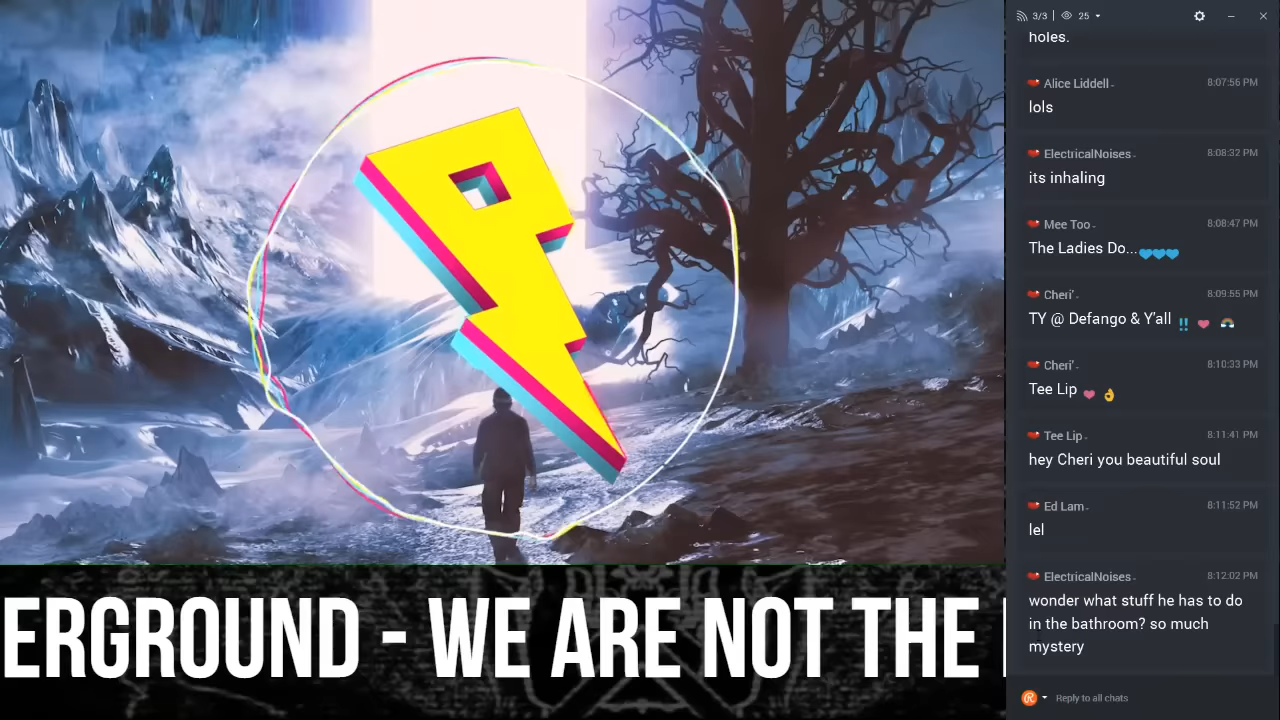 3/3 | 25
holes.
Alice Liddell 8:07:55 PM
lols
ElectricalNoises 8:08:32 PM
its inhaling
Mee Too 8:08:47 PM
The Ladies Do...💙💙💙
Cheri' 8:09:55 PM
TY @ Defango & Y'all ‼ 💗 🌈
Cheri' 8:10:33 PM
Tee Lip 💗 👌
Tee Lip 8:11:41 PM
hey Cheri you beautiful soul
Ed Lam 8:11:52 PM
lel
ElectricalNoises 8:12:02 PM
wonder what stuff he has to do
in the bathroom? so much
mystery
Reply to all chats
ERGROUND - WE ARE NOT THE